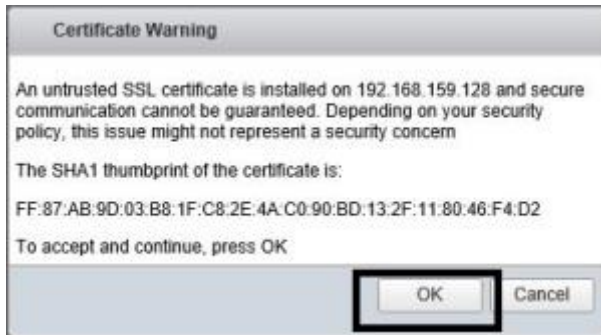 Certificate Warning
An untrusted SSL certificate is installed on 192.168.159.128 and secure
communication cannot be guaranteed. Depending on your security
policy, this issue might not represent a security concern
The SHA1 thumbprint of the certificate is:
FF:87:AB:9D:03:B8:1F:C8:2E:4A:C0:90:BD:13:2F:11:80:46:F4:D2
To accept and continue, press OK
OK Cancel